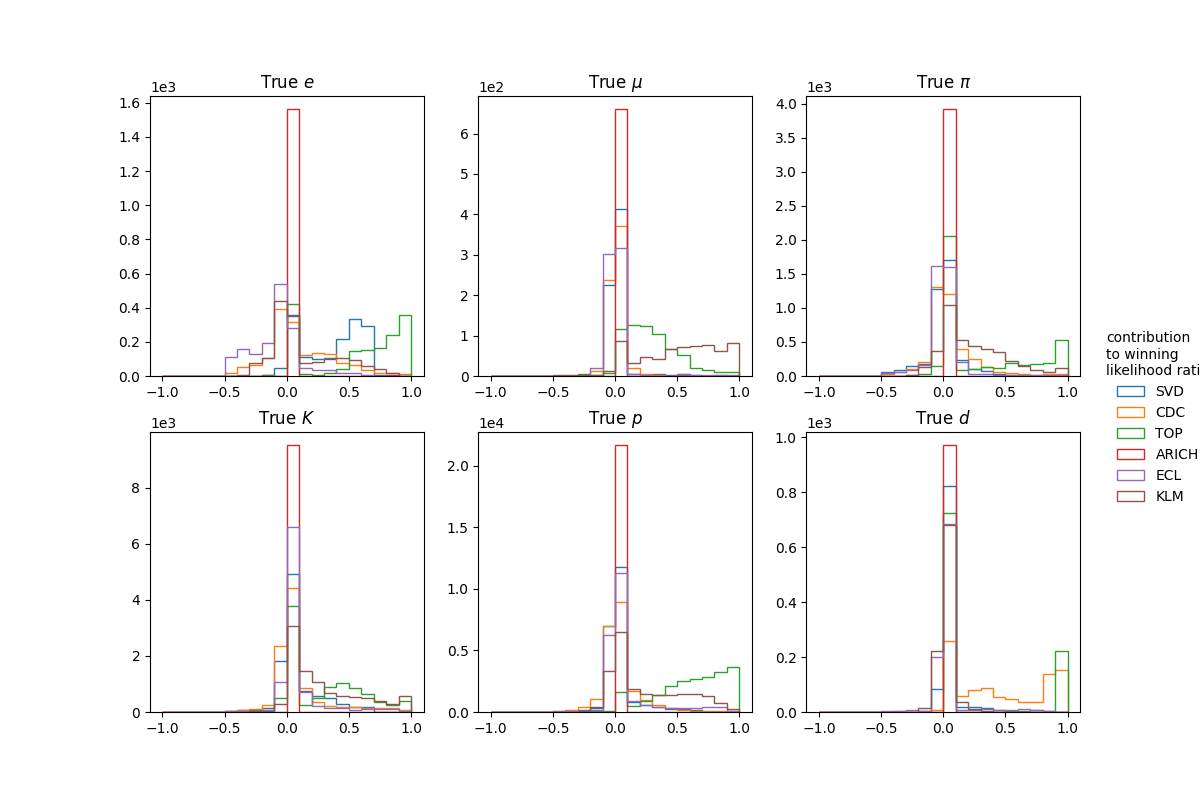 True e
1e3
1.6
1.4
1.2
1.0
0.8
0.6
0.4
0.2
0.0
−1.0 −0.5 0.0 0.5 1.0
True μ
1e2
6
5
4
3
2
1
0
−1.0 −0.5 0.0 0.5 1.0
True π
1e3
4.0
3.5
3.0
2.5
2.0
1.5
1.0
0.5
0.0
−1.0 −0.5 0.0 0.5 1.0
True K
1e3
8
6
4
2
0
−1.0 −0.5 0.0 0.5 1.0
True p
1e4
2.0
1.5
1.0
0.5
0.0
−1.0 −0.5 0.0 0.5 1.0
True d
1e3
1.0
0.8
0.6
0.4
0.2
0.0
−1.0 −0.5 0.0 0.5 1.0
contribution
to winning
likelihood rati
SVD
CDC
TOP
ARICH
ECL
KLM